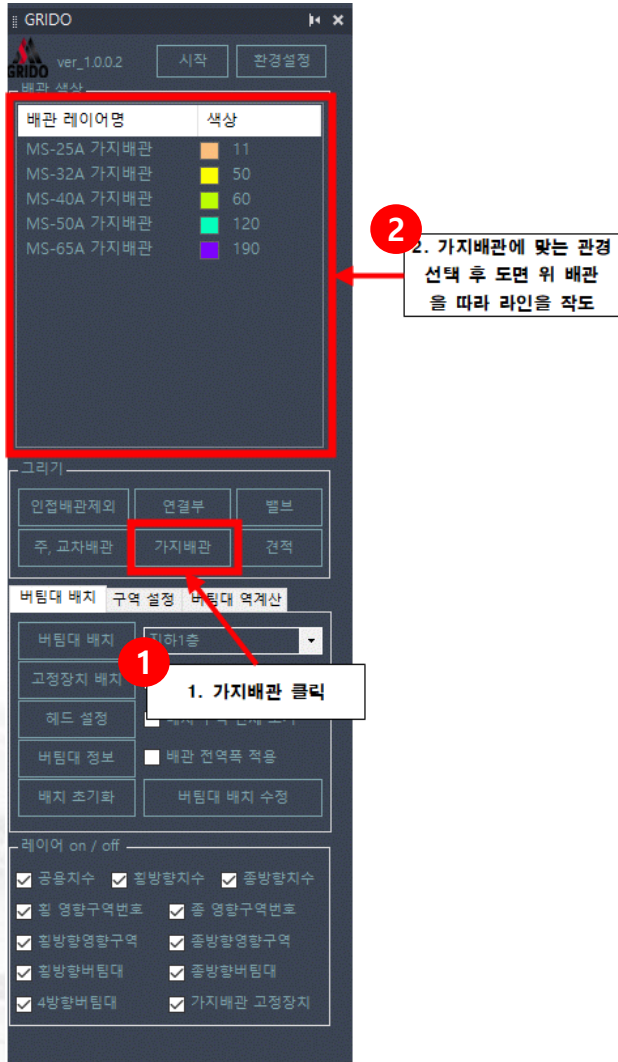 GRIDO
GRIDO ver_1.0.0.2 시작 환경설정
배관 색상
배관 레이어명 색상
MS-25A 가지배관 11
MS-32A 가지배관 50
MS-40A 가지배관 60
MS-50A 가지배관 120
MS-65A 가지배관 190
2
2. 가지배관에 맞는 관경
선택 후 도면 위 배관
을 따라 라인을 작도
그리기
인접배관제외 연결부 밸브
주, 교차배관 가지배관 견적
버팀대 배치 구역 설정 버팀대 역계산
버팀대 배치 지하1층
1
고정장치 배치
1. 가지배관 클릭
헤드 설정
버팀대 정보 배관 전역폭 적용
배치 초기화 버팀대 배치 수정
레이어 on / off
공용치수 횡방향치수 종방향치수
횡 영향구역번호 종 영향구역번호
횡방향영향구역 종방향영향구역
횡방향버팀대 종방향버팀대
4방향버팀대 가지배관 고정장치